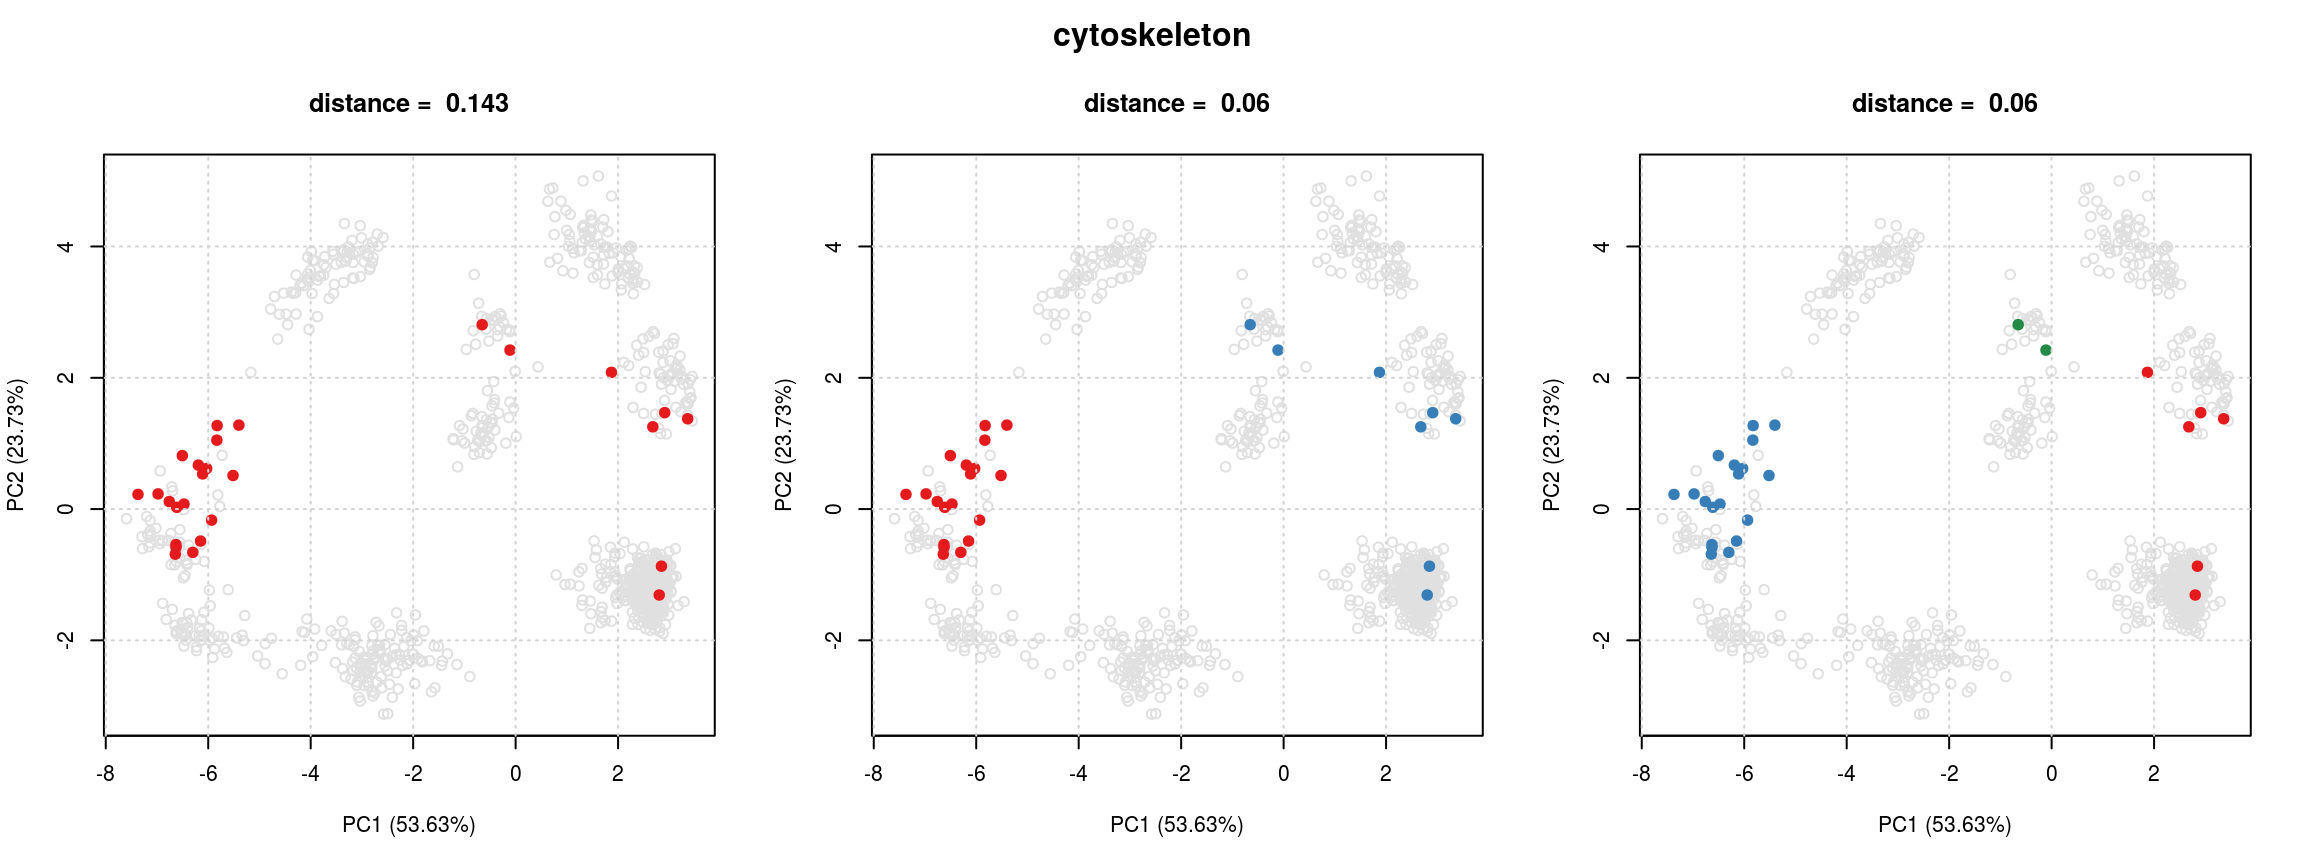 cytoskeleton
distance =  0.143
PC2 (23.73%)
4
2
0
-2
-8 -6 -4 -2 0 2
PC1 (53.63%)
distance =  0.06
PC2 (23.73%)
4
2
0
-2
-8 -6 -4 -2 0 2
PC1 (53.63%)
distance =  0.06
PC2 (23.73%)
4
2
0
-2
-8 -6 -4 -2 0 2
PC1 (53.63%)